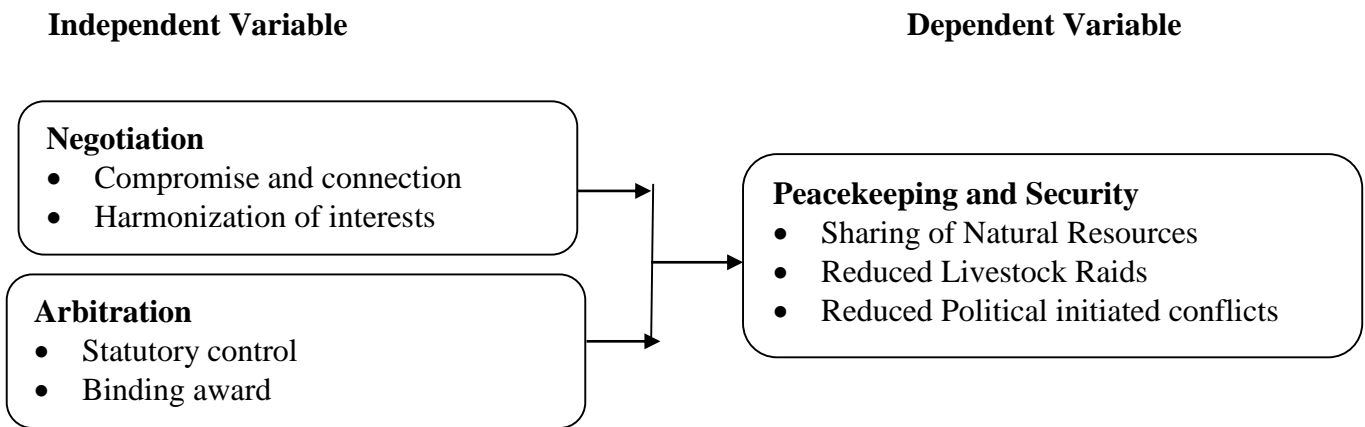 Independent Variable
Dependent Variable
Negotiation
• Compromise and connection
• Harmonization of interests
Arbitration
• Statutory control
• Binding award
Peacekeeping and Security
• Sharing of Natural Resources
• Reduced Livestock Raids
• Reduced Political initiated conflicts